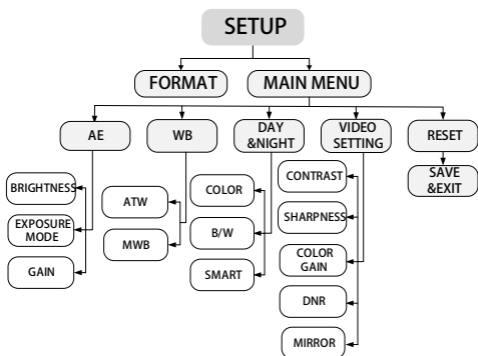 SETUP
FORMAT
MAIN MENU
AE
WB
DAY
&NIGHT
VIDEO
SETTING
RESET
SAVE
&EXIT
BRIGHTNESS
EXPOSURE
MODE
GAIN
ATW
MWB
COLOR
B/W
SMART
CONTRAST
SHARPNESS
COLOR
GAIN
DNR
MIRROR